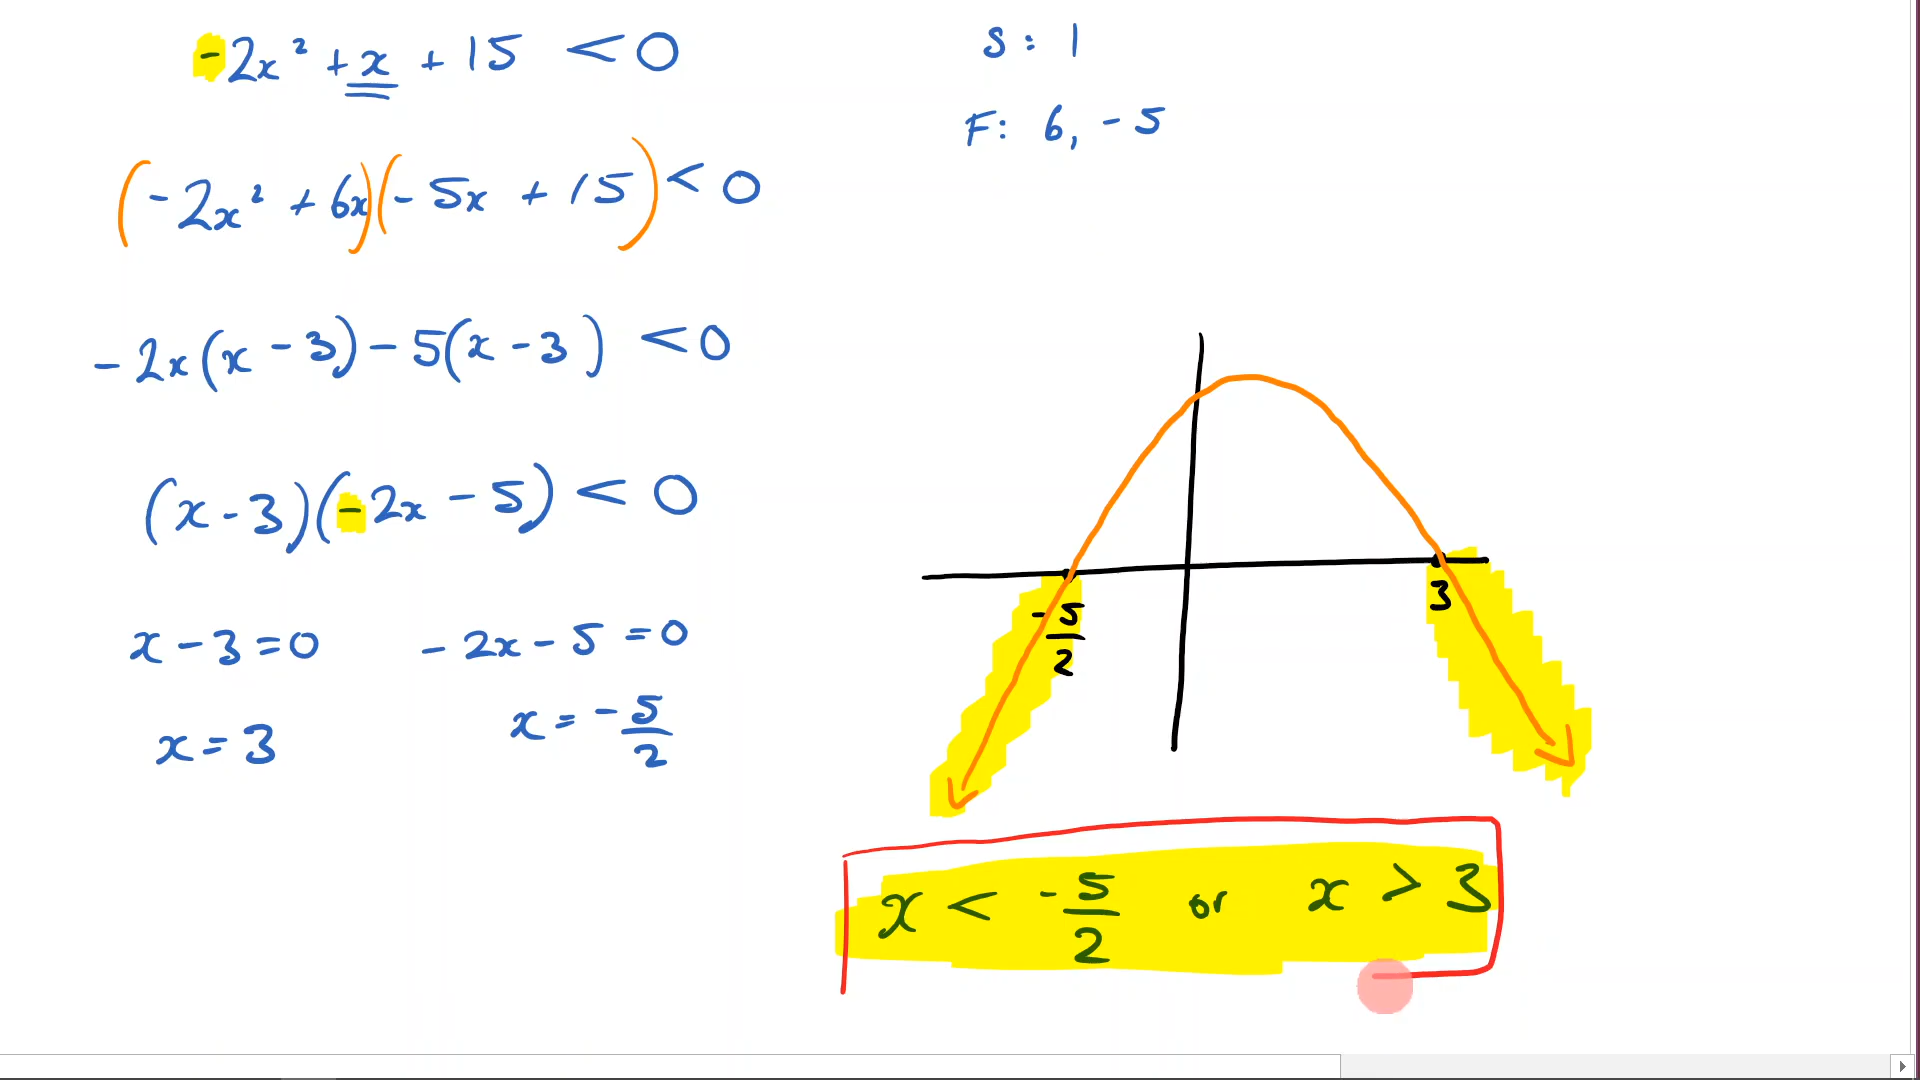 -2x² + x + 15 < 0
(-2x² + 6x)(-5x + 15) < 0
-2x(x - 3) - 5(x - 3) < 0
(x - 3)(-2x - 5) < 0
x - 3 = 0
x = 3
-2x - 5 = 0
x = -5/2
S: 1
F: 6, -5
-5/2
3
x < -5/2 or x > 3